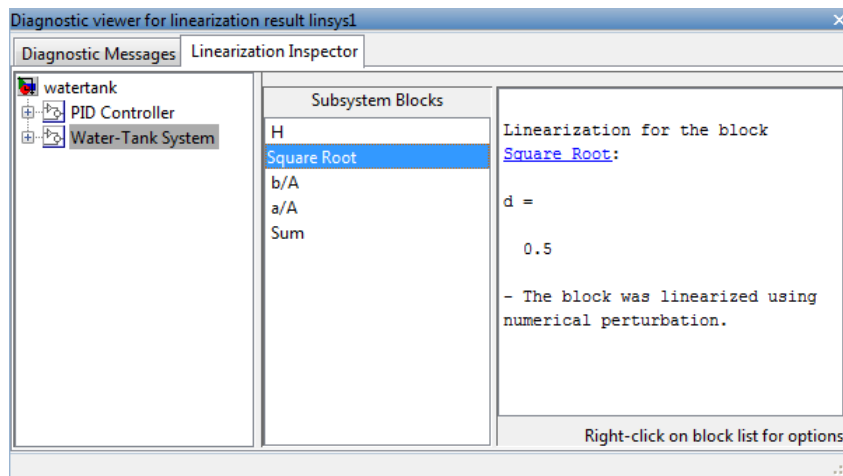 Diagnostic viewer for linearization result linsys1
Diagnostic Messages
Linearization Inspector
watertank
PID Controller
Water-Tank System
Subsystem Blocks
H
Square Root
b/A
a/A
Sum
Linearization for the block
Square Root:
d =
0.5
- The block was linearized using
numerical perturbation.
Right-click on block list for options